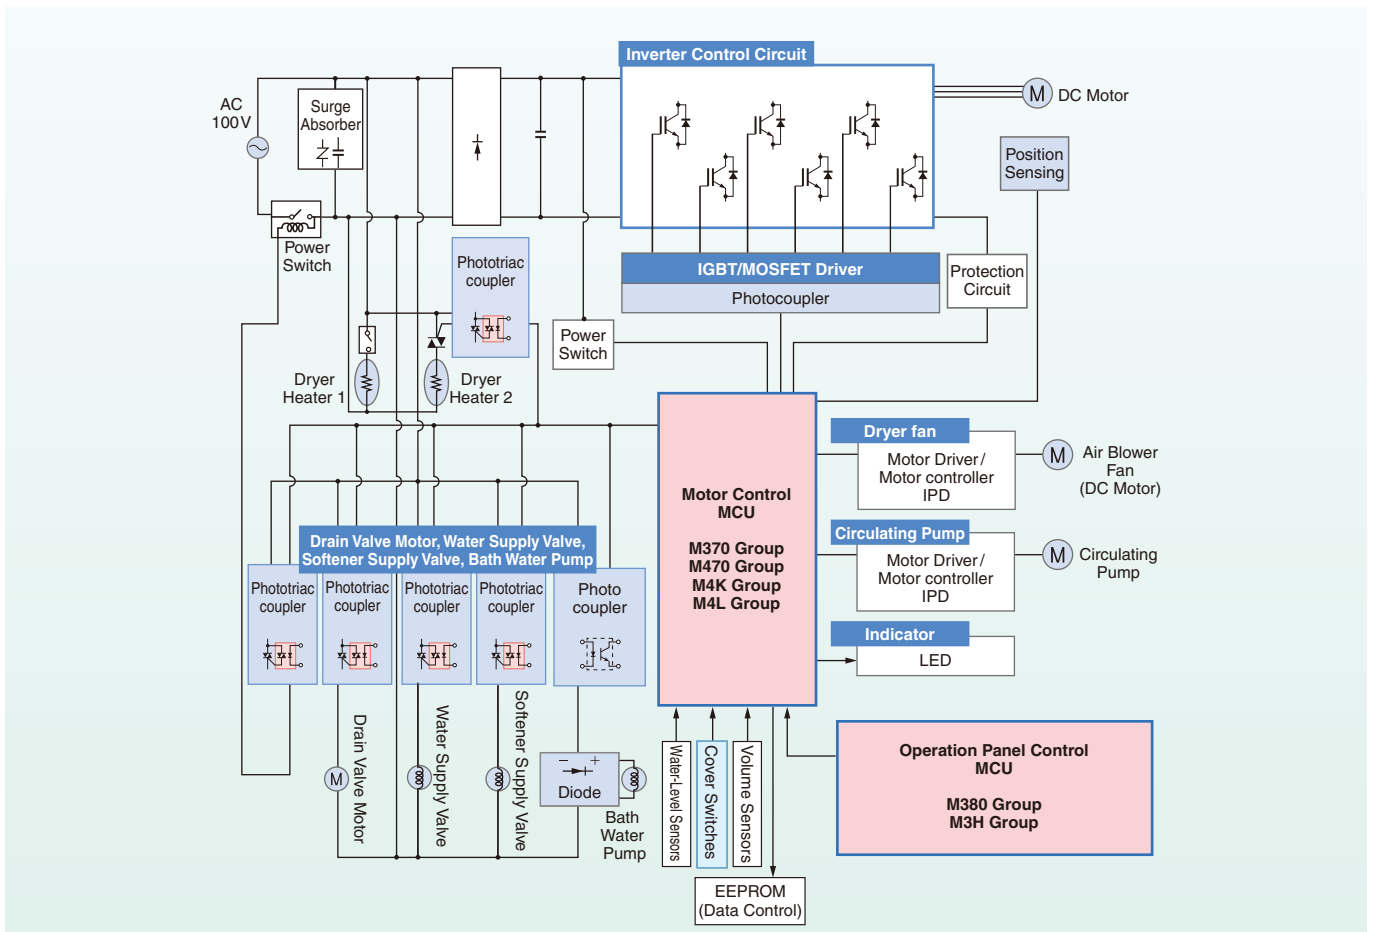 Inverter Control Circuit
AC
100 V
Surge
Absorber
M
DC Motor
Position
Sensing
Power
Switch
Phototriac
coupler
IGBT/MOSFET Driver
Photocoupler
Protection
Circuit
Power
Switch
Dryer
Heater 1
Dryer
Heater 2
Motor Control
MCU
M370 Group
M470 Group
M4K Group
M4L Group
Dryer fan
Motor Driver/
Motor controller
IPD
M
Air Blower
Fan
(DC Motor)
Circulating Pump
Motor Driver/
Motor controller
IPD
M
Circulating
Pump
Indicator
LED
Drain Valve Motor, Water Supply Valve,
Softener Supply Valve, Bath Water Pump
Phototriac
coupler
Phototriac
coupler
Phototriac
coupler
Phototriac
coupler
Photo
coupler
M
Drain Valve Motor
Water Supply Valve
Softener Supply Valve
− +
Diode
Bath
Water
Pump
Water-Level Sensors
Cover Switches
Volume Sensors
EEPROM
(Data Control)
Operation Panel Control
MCU
M380 Group
M3H Group